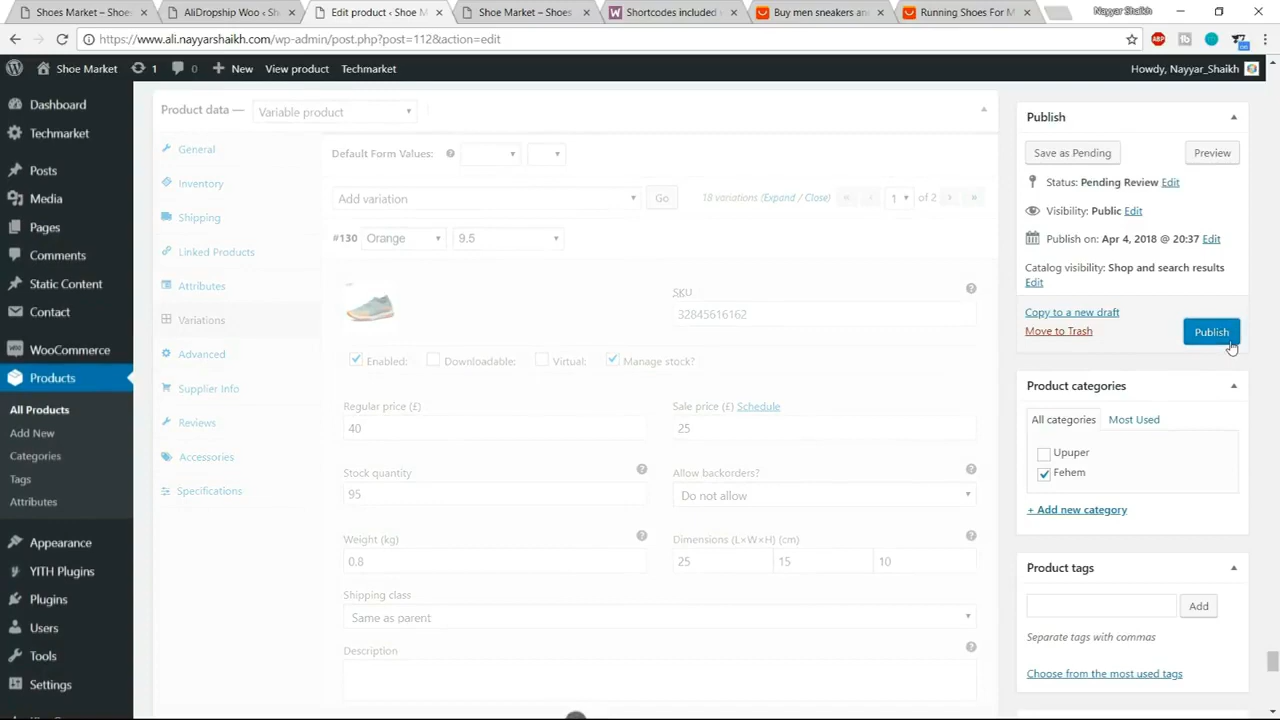 Shoes Market – Shoes
AliDropship Woo ‹ Sh
Edit product ‹ Shoe M
Shoe Market – Shoes
Shortcodes included
Buy men sneakers an
Running Shoes For M
Nayyar Shaikh
https://www.ali.nayyarshaikh.com/wp-admin/post.php?post=112&action=edit
ABP
Shoe Market
1
0
New
View product
Techmarket
Howdy, Nayyar_Shaikh
Dashboard
Techmarket
Posts
Media
Pages
Comments
Static Content
Contact
WooCommerce
Products
All Products
Add New
Categories
Tags
Attributes
Appearance
YITH Plugins
Plugins
Users
Tools
Settings
Product data —
Variable product
General
Inventory
Shipping
Linked Products
Attributes
Variations
Advanced
Supplier Info
Reviews
Accessories
Specifications
Default Form Values:
Add variation
Go
18 variations (Expand / Close)
« ‹ 1 of 2 › »
#130
Orange
9.5
SKU
32845616162
Enabled:
Downloadable:
Virtual:
Manage stock?
Regular price (£)
40
Sale price (£) Schedule
25
Stock quantity
95
Allow backorders?
Do not allow
Weight (kg)
0.8
Dimensions (L×W×H) (cm)
25
15
10
Shipping class
Same as parent
Description
Publish
Save as Pending
Preview
Status: Pending Review Edit
Visibility: Public Edit
Publish on: Apr 4, 2018 @ 20:37 Edit
Catalog visibility: Shop and search results
Edit
Copy to a new draft
Move to Trash
Publish
Product categories
All categories
Most Used
Upuper
Fehem
+ Add new category
Product tags
Add
Separate tags with commas
Choose from the most used tags